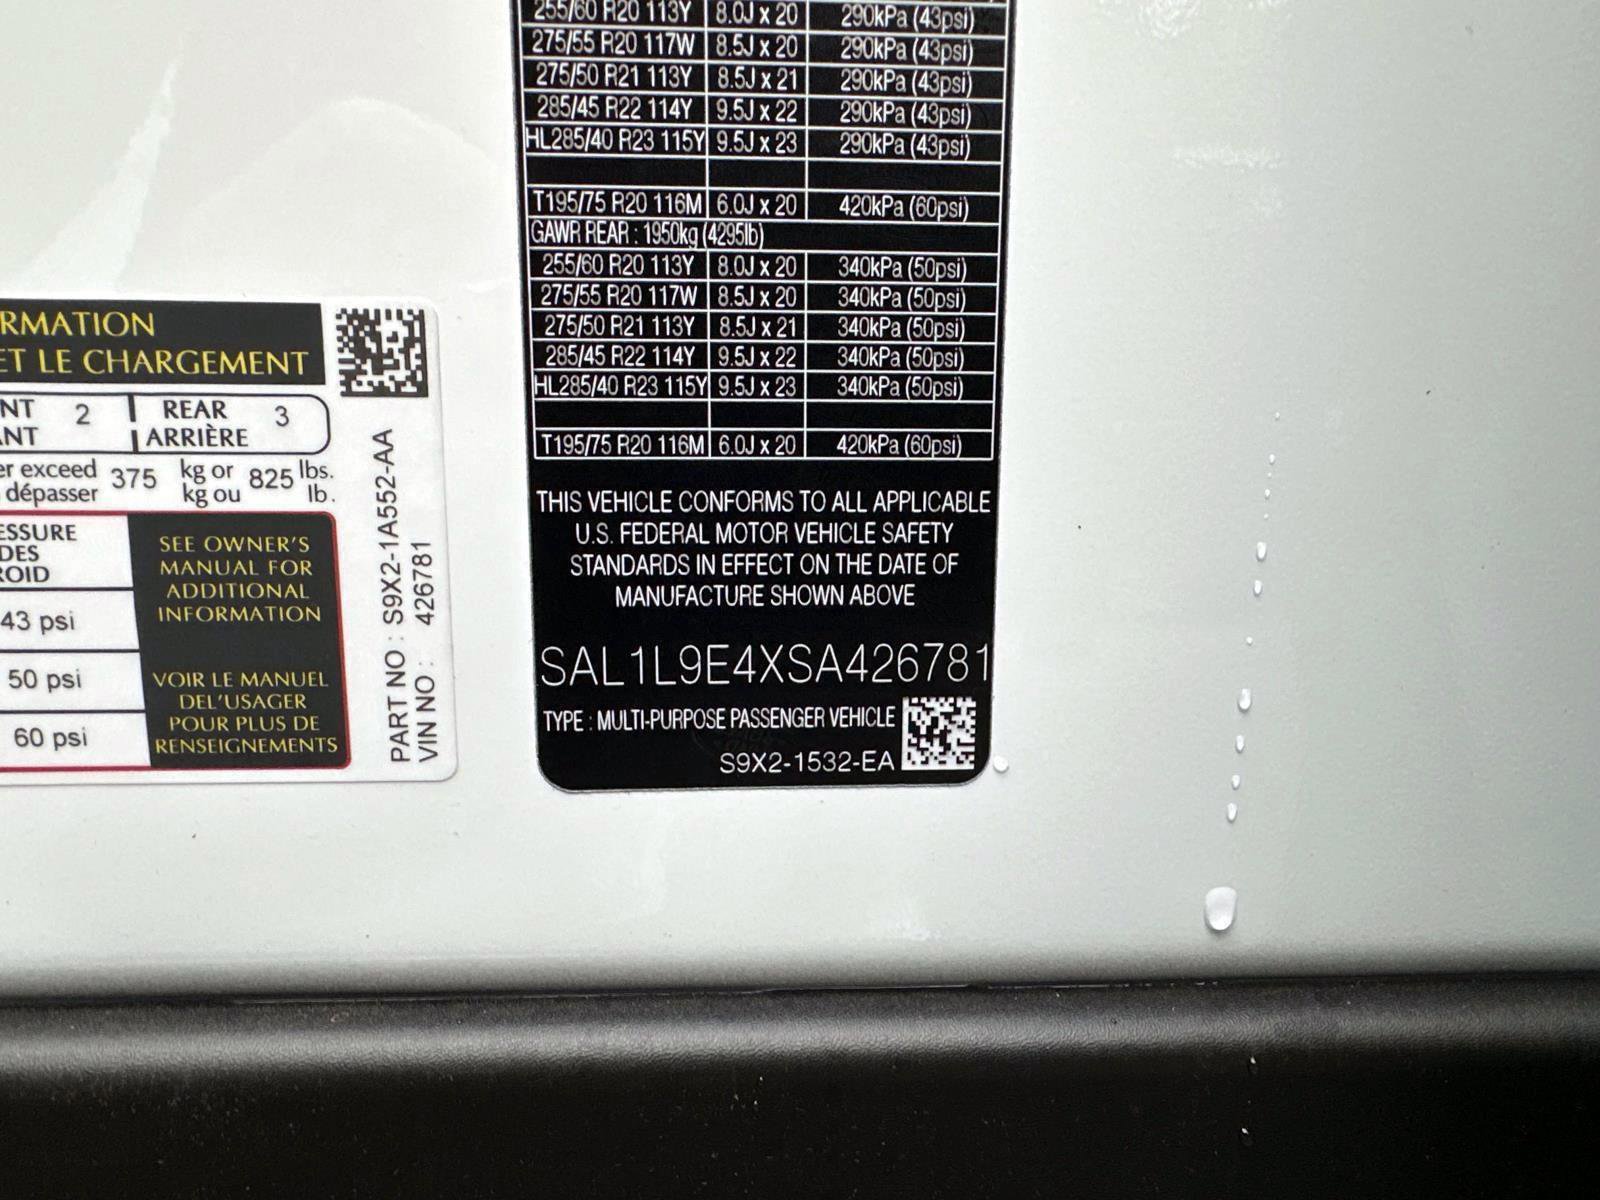 RMATION
ET LE CHARGEMENT
NT 2 REAR 3
ANT ARRIÈRE
er exceed 375 kg or 825 lbs.
dépasser kg ou lb.
ESSURE
DES
ROID
43 psi
50 psi
60 psi
SEE OWNER'S
MANUAL FOR
ADDITIONAL
INFORMATION
VOIR LE MANUEL
DEL'USAGER
POUR PLUS DE
RENSEIGNEMENTS
PART NO : S9X2-1A552-AA
VIN NO : 426781
255/60 R20 113Y 8.0J x 20 290kPa (43psi)
275/55 R20 117W 8.5J x 20 290kPa (43psi)
275/50 R21 113Y 8.5J x 21 290kPa (43psi)
285/45 R22 114Y 9.5J x 22 290kPa (43psi)
HL285/40 R23 115Y 9.5J x 23 290kPa (43psi)
T195/75 R20 116M 6.0J x 20 420kPa (60psi)
GAWR REAR : 1950kg (4295lb)
255/60 R20 113Y 8.0J x 20 340kPa (50psi)
275/55 R20 117W 8.5J x 20 340kPa (50psi)
275/50 R21 113Y 8.5J x 21 340kPa (50psi)
285/45 R22 114Y 9.5J x 22 340kPa (50psi)
HL285/40 R23 115Y 9.5J x 23 340kPa (50psi)
T195/75 R20 116M 6.0J x 20 420kPa (60psi)
THIS VEHICLE CONFORMS TO ALL APPLICABLE
U.S. FEDERAL MOTOR VEHICLE SAFETY
STANDARDS IN EFFECT ON THE DATE OF
MANUFACTURE SHOWN ABOVE
SAL1L9E4XSA426781
TYPE : MULTI-PURPOSE PASSENGER VEHICLE
S9X2-1532-EA